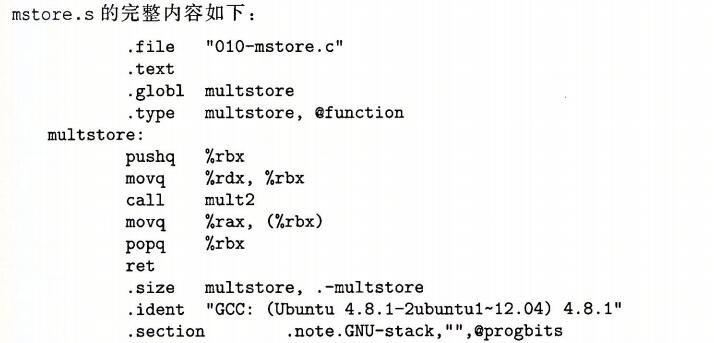 mstore.s 的完整内容如下：
.file "010-mstore.c"
.text
.globl multstore
.type multstore, @function
multstore:
pushq %rbx
movq %rdx, %rbx
call mult2
movq %rax, (%rbx)
popq %rbx
ret
.size multstore, .-multstore
.ident "GCC: (Ubuntu 4.8.1-2ubuntu1~12.04) 4.8.1"
.section .note.GNU-stack,"",@progbits